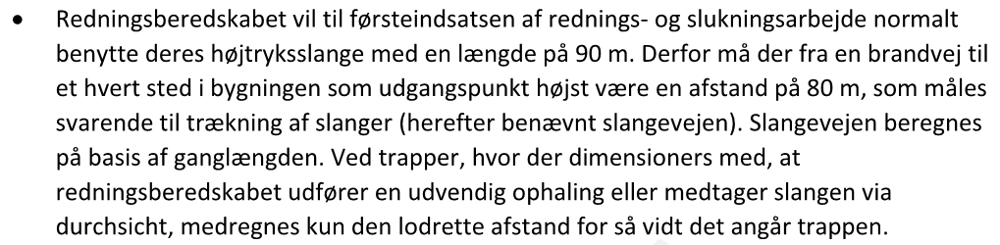 • Redningsberedskabet vil til førsteindsatsen af rednings- og slukningsarbejde normalt
benytte deres højtryksslange med en længde på 90 m. Derfor må der fra en brandvej til
et hvert sted i bygningen som udgangspunkt højst være en afstand på 80 m, som måles
svarende til trækning af slanger (herefter benævnt slangevejen). Slangevejen beregnes
på basis af ganglængden. Ved trapper, hvor der dimensioners med, at
redningsberedskabet udfører en udvendig ophaling eller medtager slangen via
durchsicht, medregnes kun den lodrette afstand for så vidt det angår trappen.